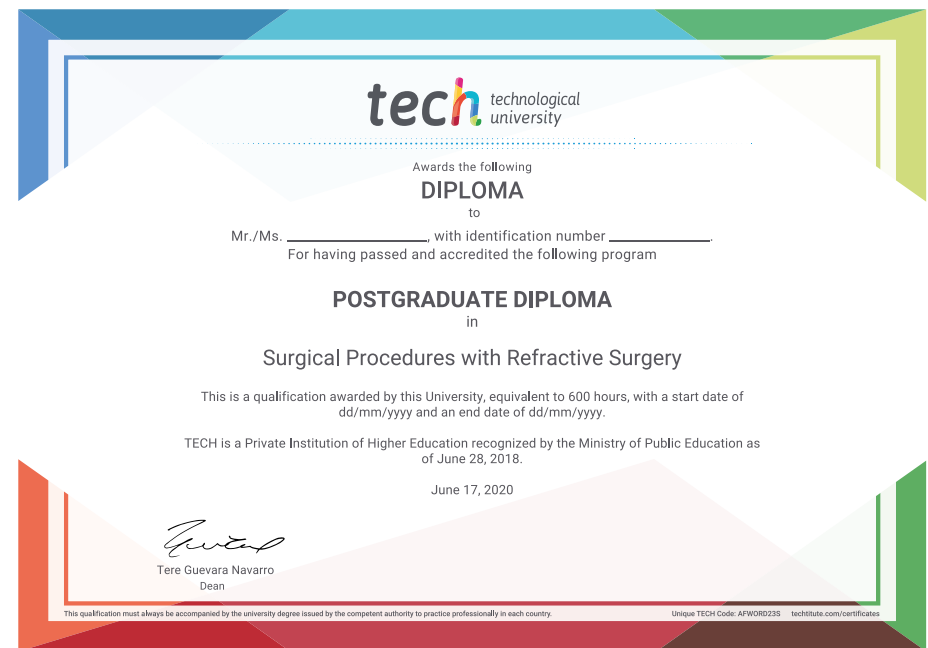 tech technological
university
Awards the following
DIPLOMA
to
Mr./Ms. ____________________, with identification number ______________.
For having passed and accredited the following program
POSTGRADUATE DIPLOMA
in
Surgical Procedures with Refractive Surgery
This is a qualification awarded by this University, equivalent to 600 hours, with a start date of
dd/mm/yyyy and an end date of dd/mm/yyyy.
TECH is a Private Institution of Higher Education recognized by the Ministry of Public Education as
of June 28, 2018.
June 17, 2020
Tere Guevara Navarro
Dean
This qualification must always be accompanied by the university degree issued by the competent authority to practice professionally in each country. Unique TECH Code: AFWORD23S techtitute.com/certificates